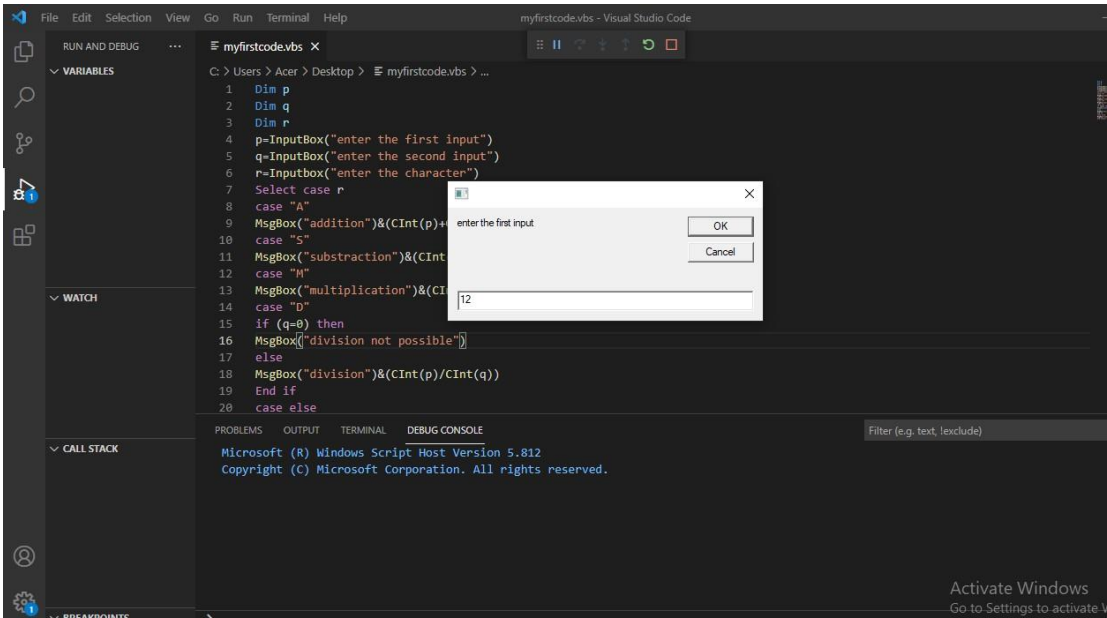 File Edit Selection View Go Run Terminal Help myfirstcode.vbs - Visual Studio Code
RUN AND DEBUG ...
myfirstcode.vbs
VARIABLES
C: > Users > Acer > Desktop > myfirstcode.vbs > ...
1 Dim p
2 Dim q
3 Dim r
4 p=InputBox("enter the first input")
5 q=InputBox("enter the second input")
6 r=Inputbox("enter the character")
7 Select case r
8 case "A"
9 MsgBox("addition")&(CInt(p)+
10 case "S"
11 MsgBox("substraction")&(CInt
12 case "M"
13 MsgBox("multiplication")&(CI
14 case "D"
15 if (q=0) then
16 MsgBox("division not possible")
17 else
18 MsgBox("division")&(CInt(p)/CInt(q))
19 End if
20 case else
enter the first input
OK
Cancel
12
WATCH
CALL STACK
BREAKPOINTS
PROBLEMS OUTPUT TERMINAL DEBUG CONSOLE
Filter (e.g. text, !exclude)
Microsoft (R) Windows Script Host Version 5.812
Copyright (C) Microsoft Corporation. All rights reserved.
1
1
Activate Windows
Go to Settings to activate